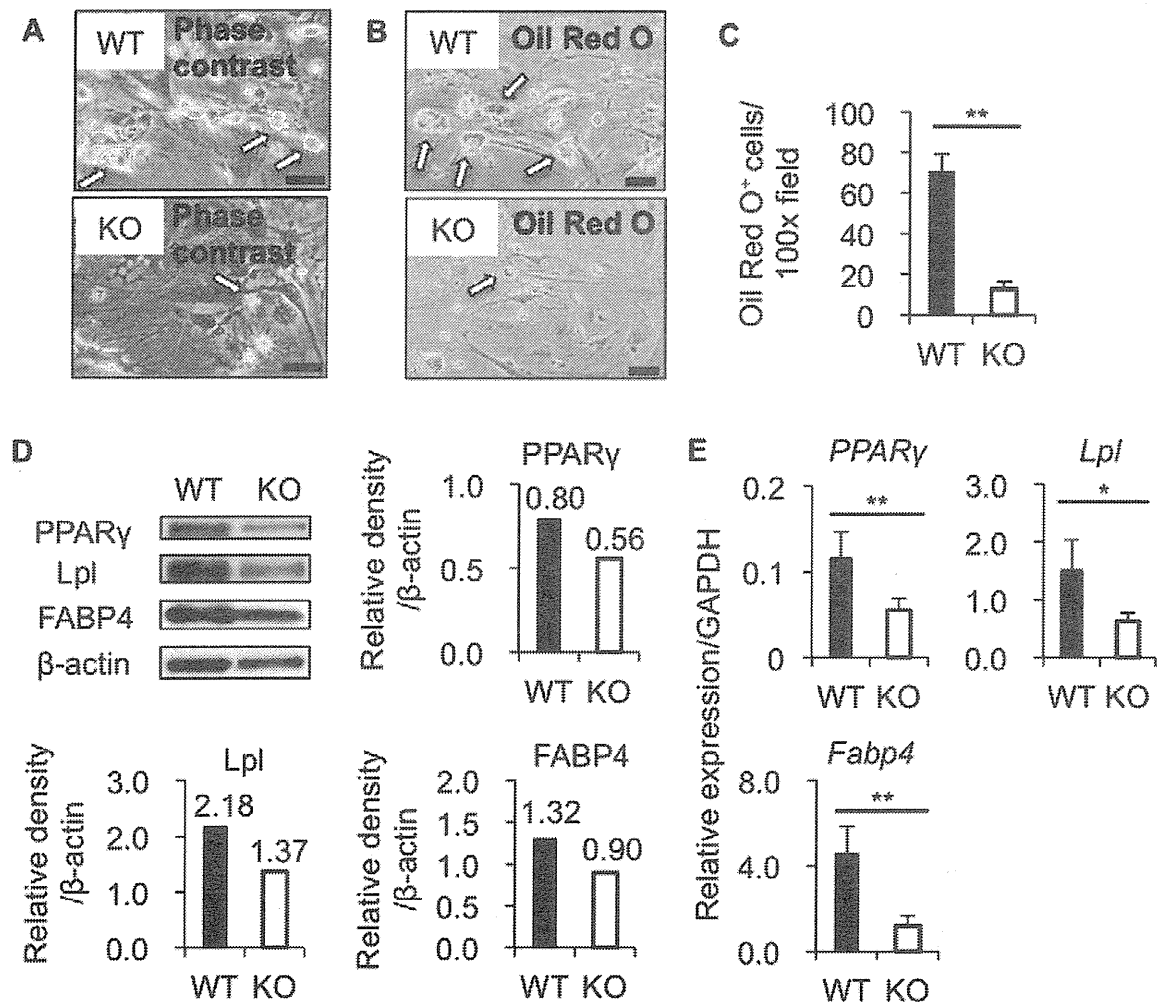 A
WT
Phase
contrast
KO
Phase
contrast
B
WT
Oil Red O
KO
Oil Red O
C
Oil Red O⁺ cells/
100x field
100
80
60
40
20
0
**
WT KO
D
WT KO
PPARγ
Lpl
FABP4
β-actin
PPARγ
Relative density
/β-actin
1.0
0.5
0.0
0.80
0.56
WT KO
Lpl
Relative density
/β-actin
3.0
2.0
1.0
0.0
2.18
1.37
WT KO
FABP4
Relative density
/β-actin
2.0
1.5
1.0
0.5
0.0
1.32
0.90
WT KO
E
Relative expression/GAPDH
PPARγ
0.2
0.1
0
**
WT KO
Lpl
3.0
2.0
1.0
0.0
*
WT KO
Fabp4
8.0
4.0
0.0
**
WT KO